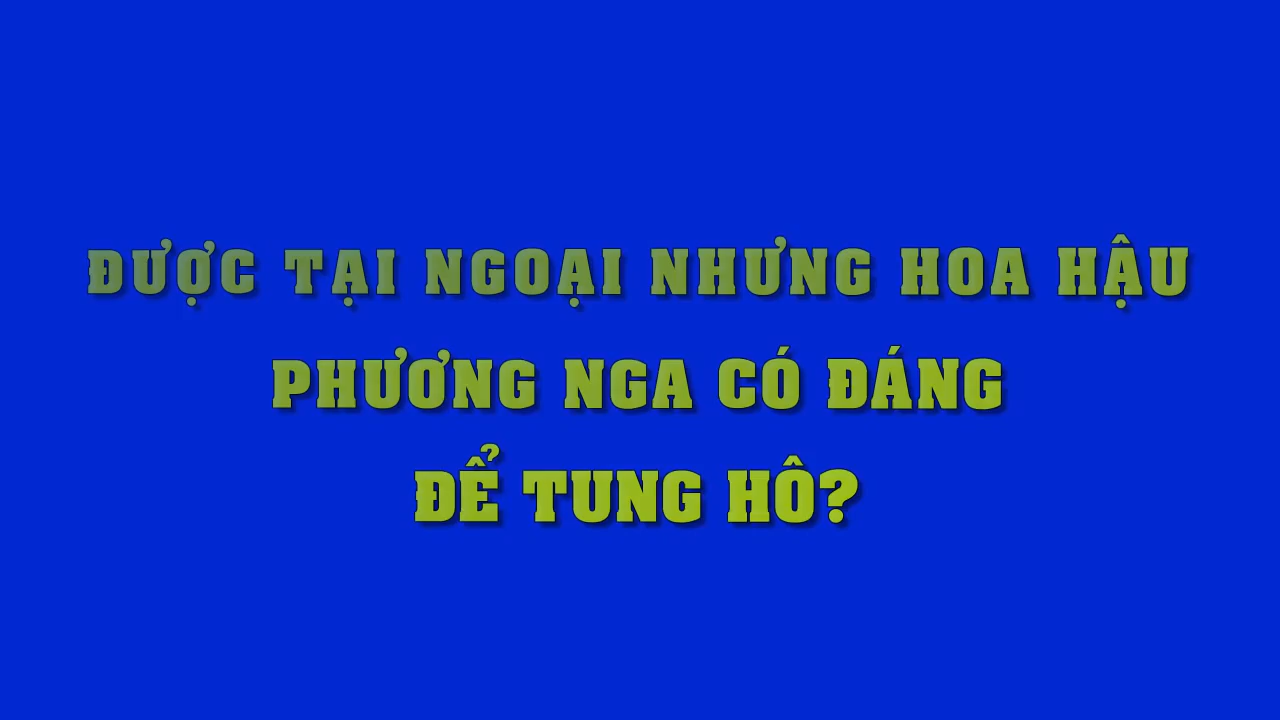 ĐƯỢC TẠI NGOẠI NHƯNG HOA HẬU
PHƯƠNG NGA CÓ ĐÁNG
ĐỂ TUNG HÔ?